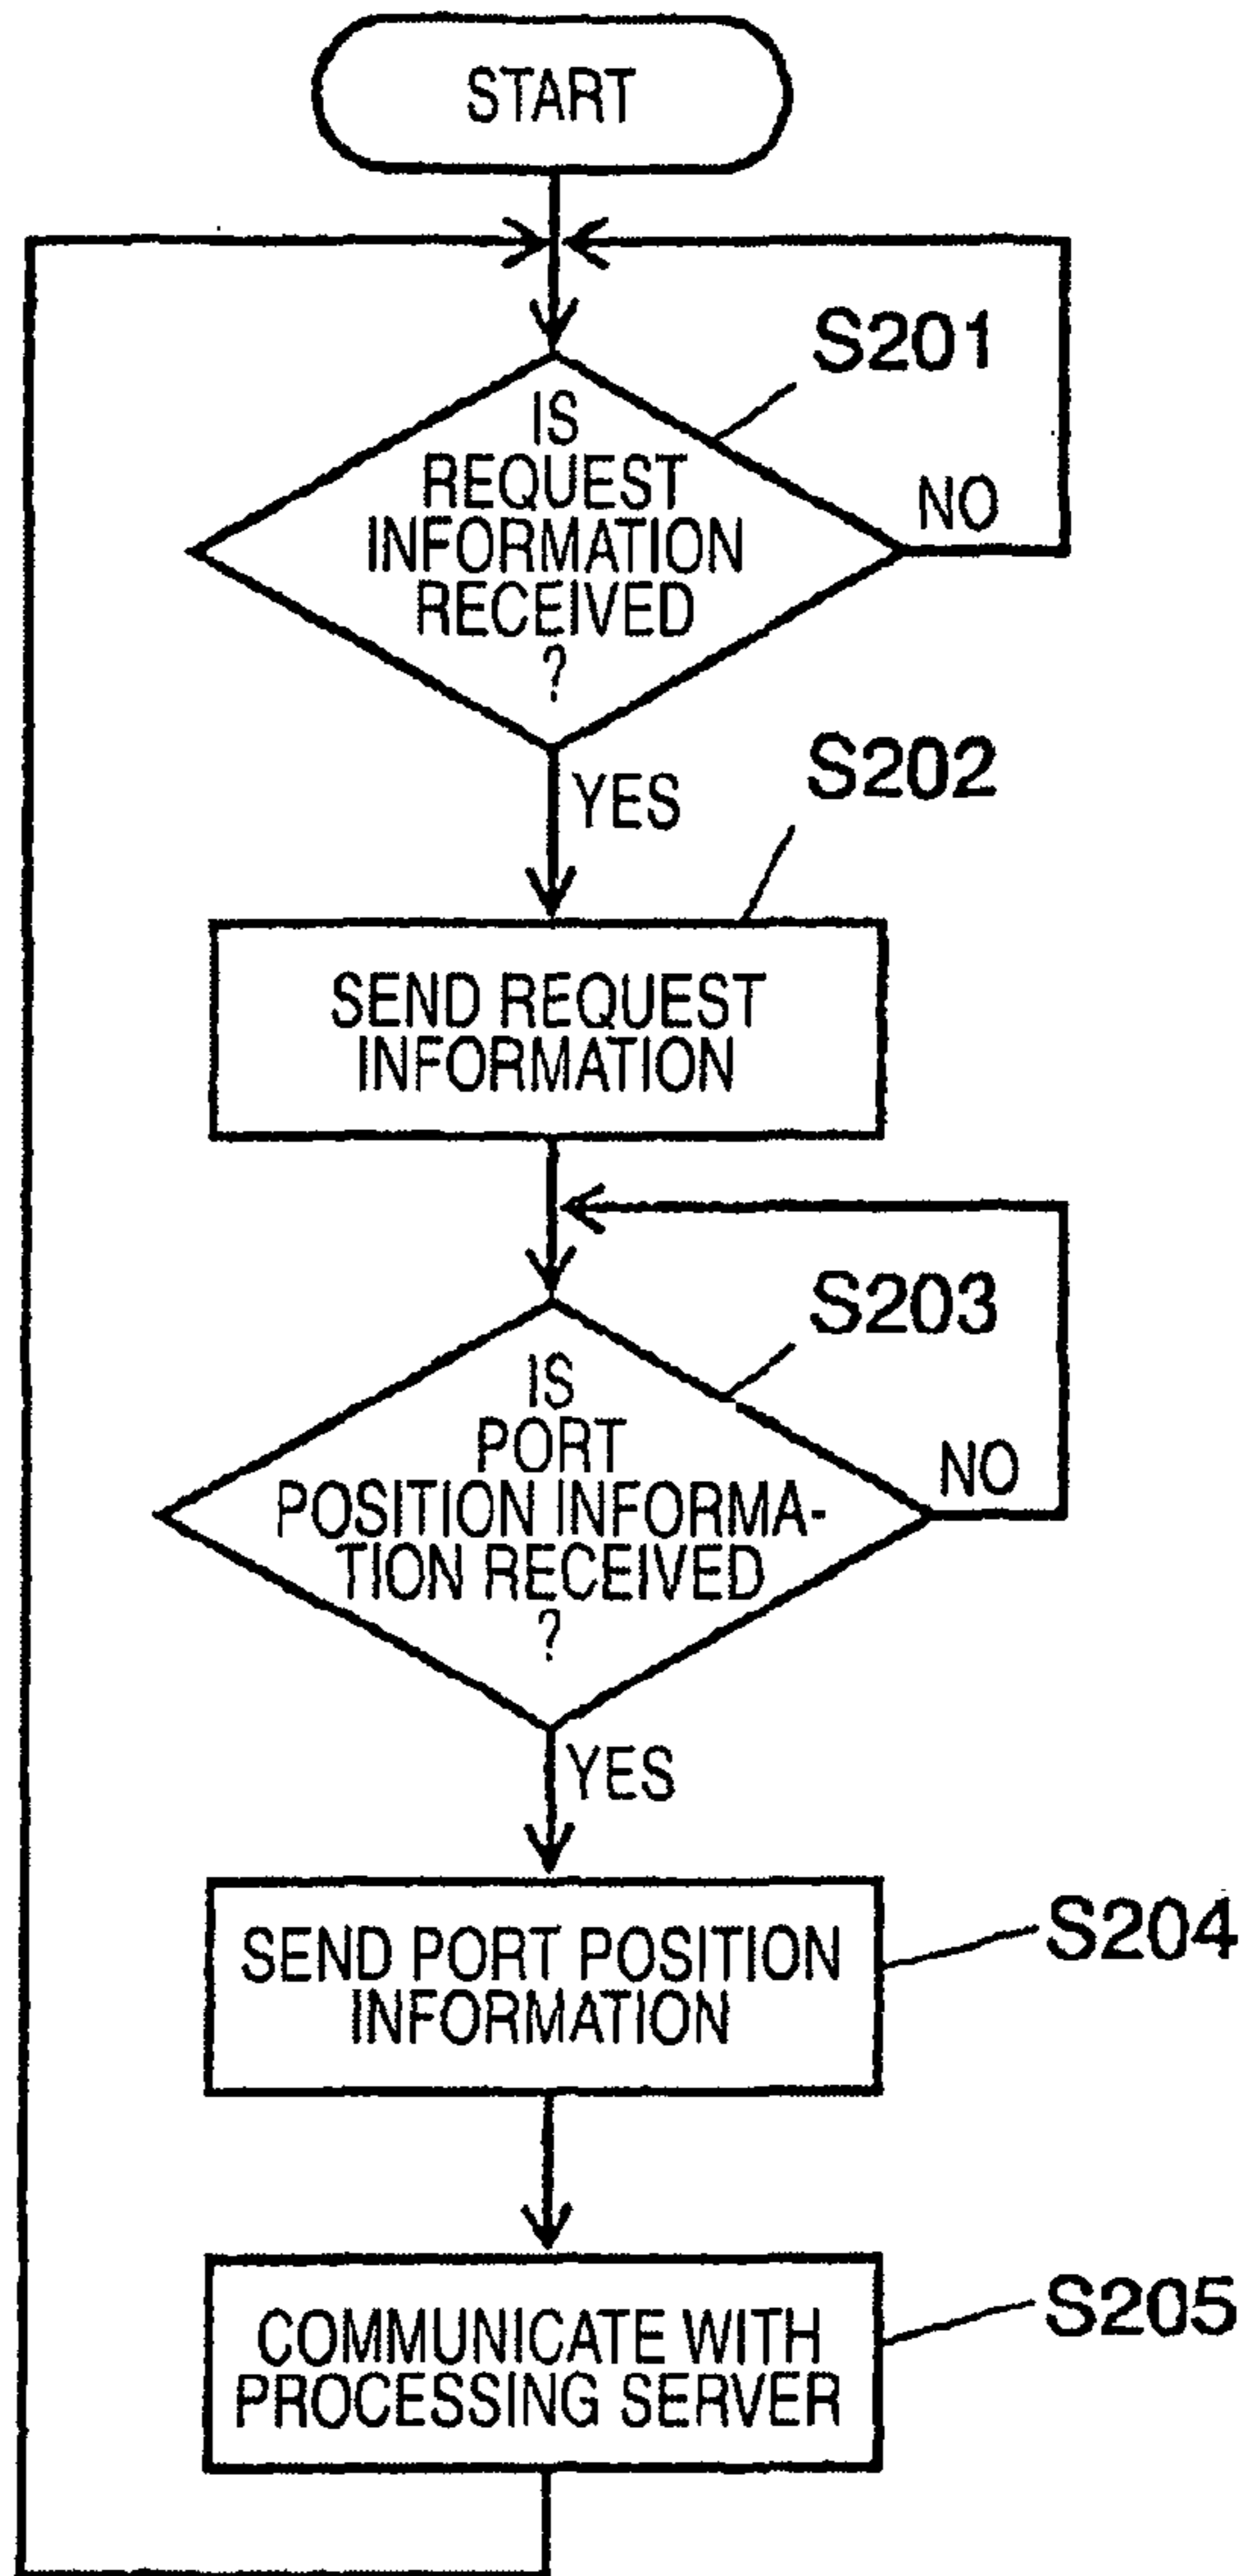 START
S201
IS
REQUEST
INFORMATION
RECEIVED
?
NO
YES
S202
SEND REQUEST
INFORMATION
S203
IS
PORT
POSITION INFORMA-
TION RECEIVED
?
NO
YES
SEND PORT POSITION
INFORMATION
S204
COMMUNICATE WITH
PROCESSING SERVER
S205